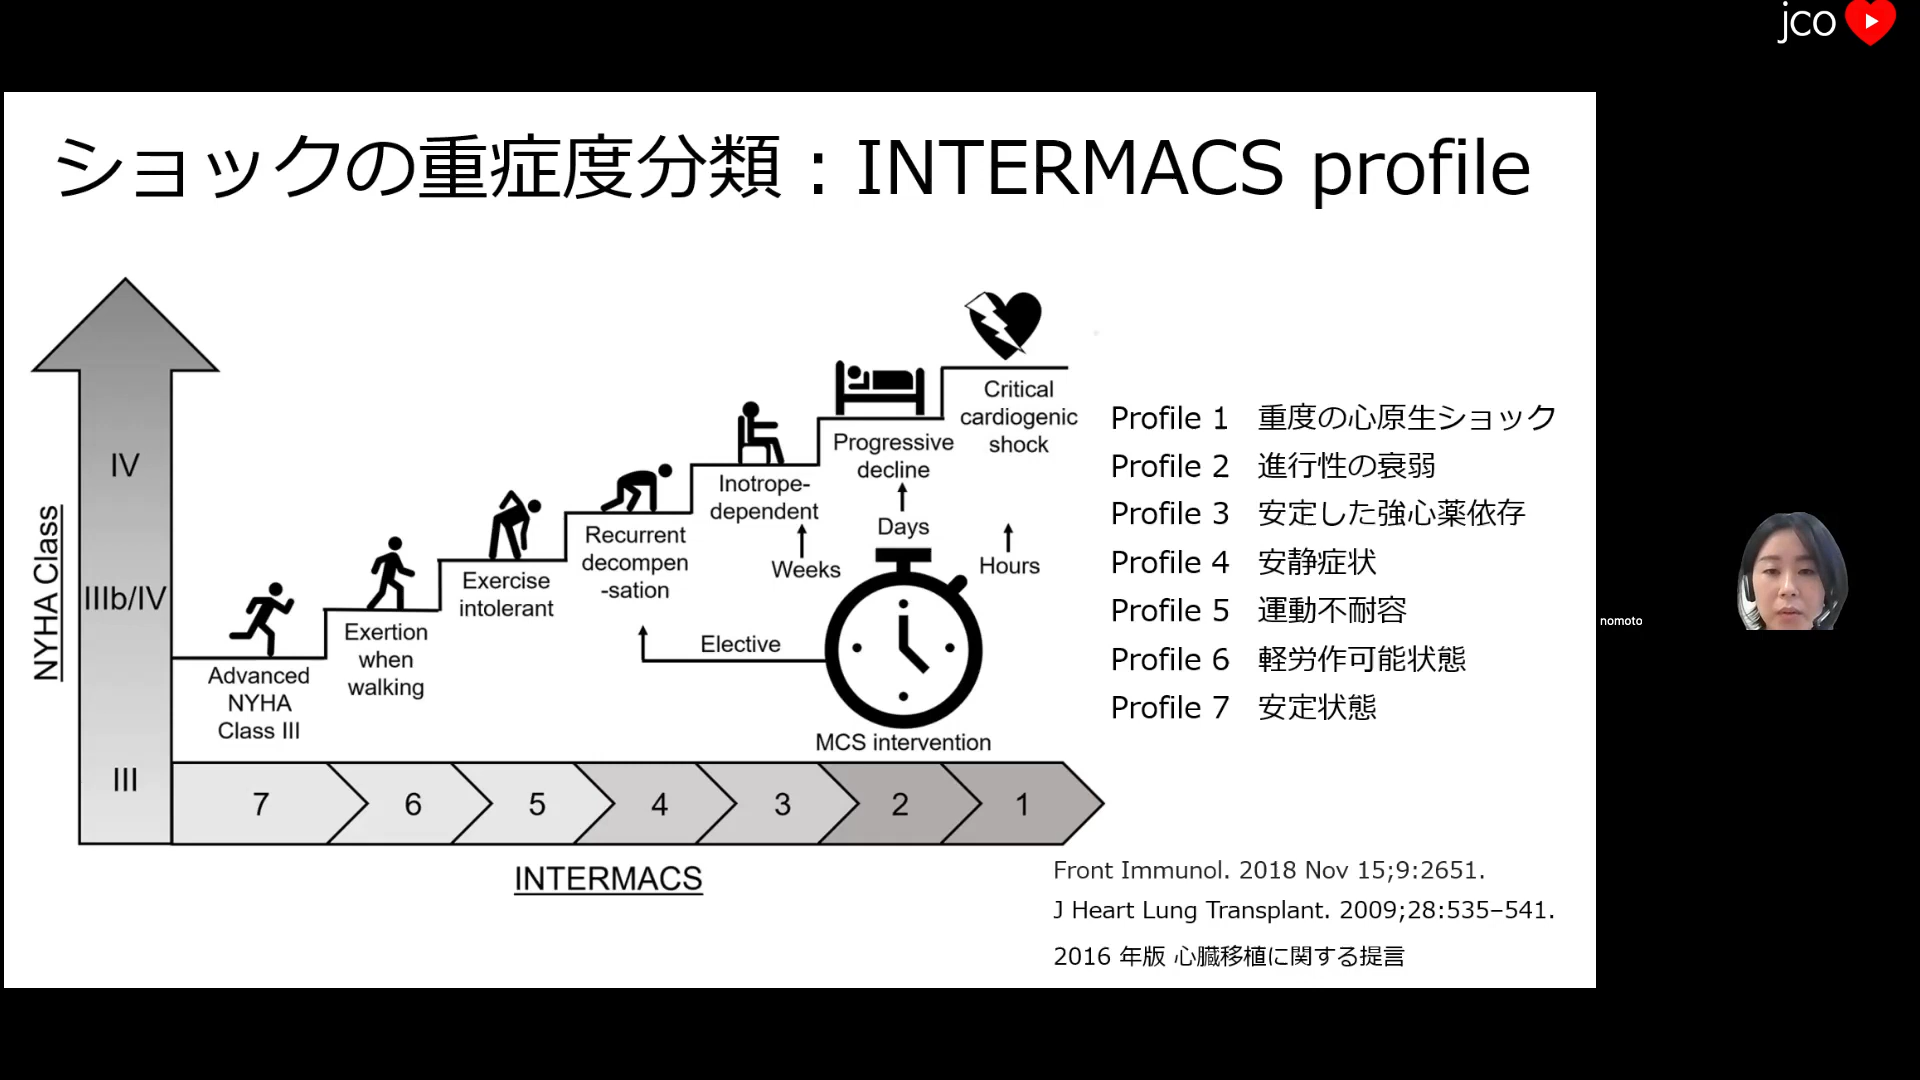 jco
ショックの重症度分類：INTERMACS profile
NYHA Class
IV
IIIb/IV
III
Critical
cardiogenic
shock
Progressive
decline
Inotrope-
dependent
Recurrent
decompen
-sation
Exercise
intolerant
Exertion
when
walking
Advanced
NYHA
Class III
Elective
Weeks
Days
Hours
MCS intervention
7 6 5 4 3 2 1
INTERMACS
Profile 1 重度の心原生ショック
Profile 2 進行性の衰弱
Profile 3 安定した強心薬依存
Profile 4 安静症状
Profile 5 運動不耐容
Profile 6 軽労作可能状態
Profile 7 安定状態
Front Immunol. 2018 Nov 15;9:2651.
J Heart Lung Transplant. 2009;28:535–541.
2016 年版 心臓移植に関する提言
nomoto